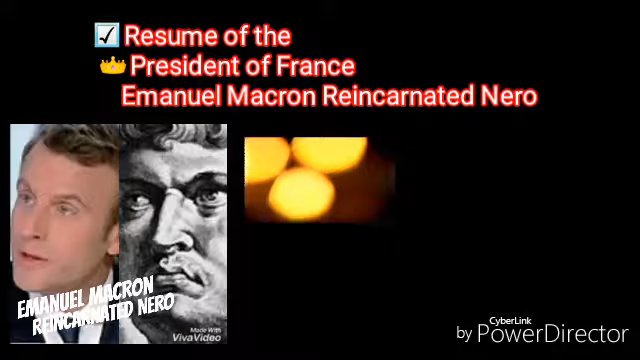 Resume of the
President of France
Emanuel Macron Reincarnated Nero
EMANUEL MACRON
REINCARNATED NERO
Made With
VivaVideo
CyberLink
by PowerDirector